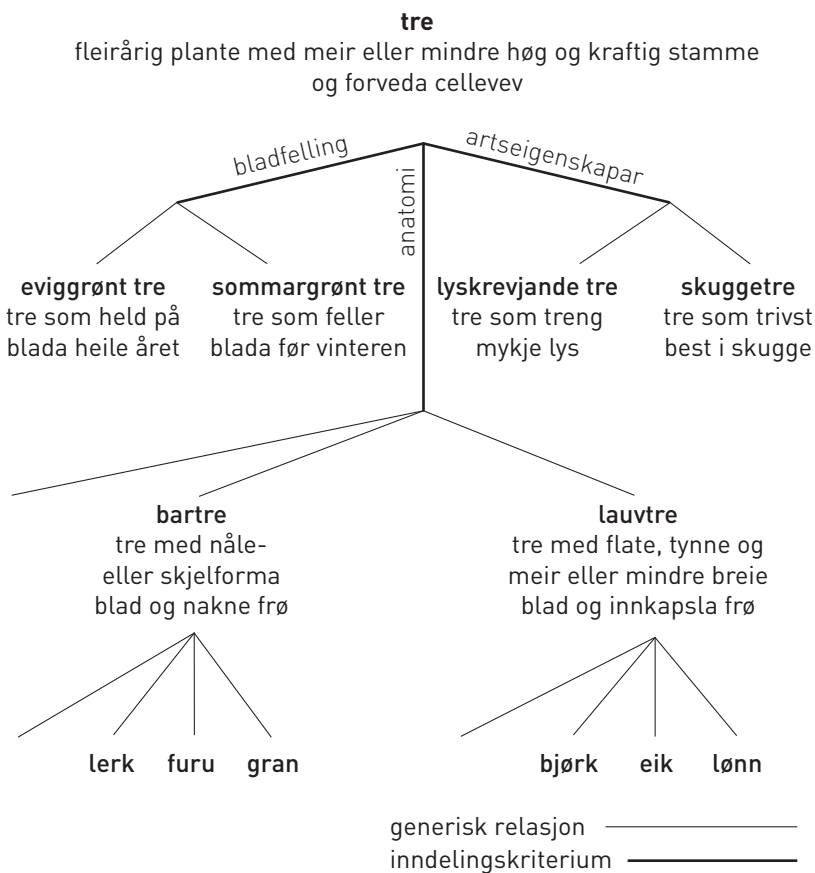 tre
fleirårig plante med meir eller mindre høg og kraftig stamme
og forveda cellevev
bladfelling
anatomi
artseigenskapar
eviggrønt tre
tre som held på
blada heile året
sommargrønt tre
tre som feller
blada før vinteren
lyskrevjande tre
tre som treng
mykje lys
skuggetre
tre som trivst
best i skugge
bartre
tre med nåle-
eller skjelforma
blad og nakne frø
lauvtre
tre med flate, tynne og
meir eller mindre breie
blad og innkapsla frø
lerk furu gran
bjørk eik lønn
generisk relasjon
inndelingskriterium